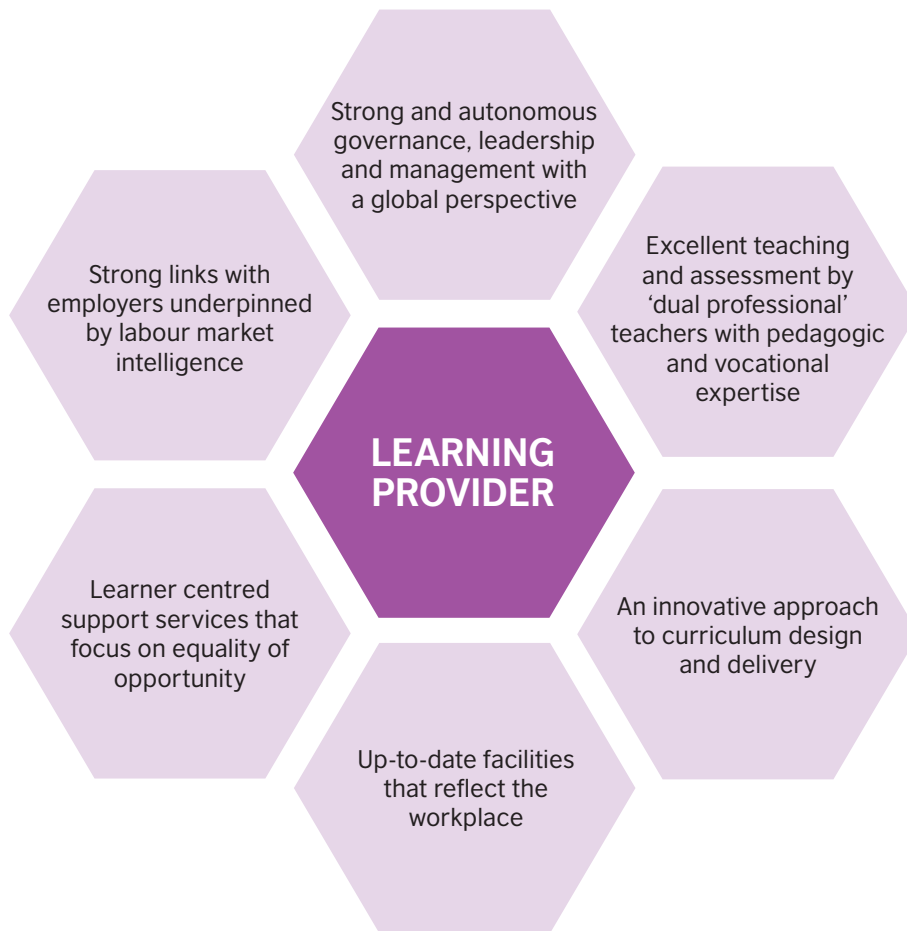 Strong and autonomous
governance, leadership
and management with
a global perspective
Excellent teaching
and assessment by
‘dual professional’
teachers with pedagogic
and vocational
expertise
An innovative approach
to curriculum design
and delivery
Up-to-date facilities
that reflect the
workplace
Learner centred
support services that
focus on equality of
opportunity
Strong links with
employers underpinned
by labour market
intelligence
LEARNING
PROVIDER